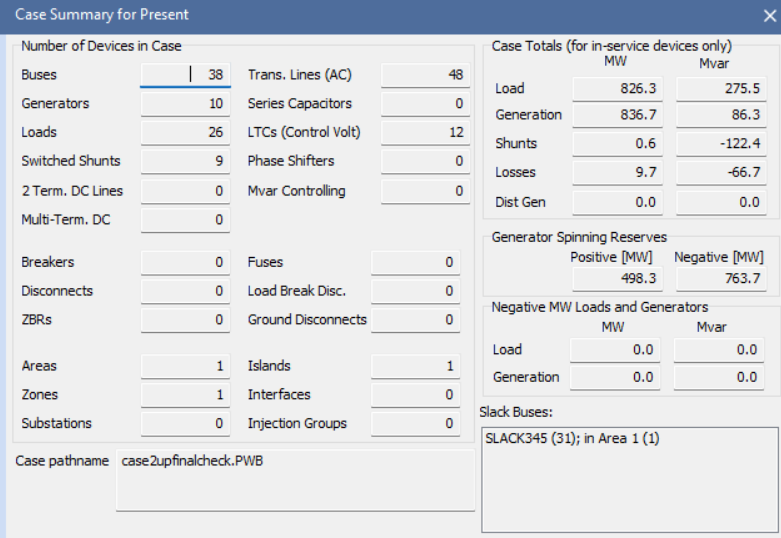 Case Summary for Present
Number of Devices in Case
Buses 38 Trans. Lines (AC) 48
Generators 10 Series Capacitors 0
Loads 26 LTCs (Control Volt) 12
Switched Shunts 9 Phase Shifters 0
2 Term. DC Lines 0 Mvar Controlling 0
Multi-Term. DC 0
Breakers 0 Fuses 0
Disconnects 0 Load Break Disc. 0
ZBRs 0 Ground Disconnects 0
Areas 1 Islands 1
Zones 1 Interfaces 0
Substations 0 Injection Groups 0
Case pathname case2upfinalcheck.PWB
Case Totals (for in-service devices only)
MW Mvar
Load 826.3 275.5
Generation 836.7 86.3
Shunts 0.6 -122.4
Losses 9.7 -66.7
Dist Gen 0.0 0.0
Generator Spinning Reserves
Positive [MW] Negative [MW]
498.3 763.7
Negative MW Loads and Generators
MW Mvar
Load 0.0 0.0
Generation 0.0 0.0
Slack Buses:
SLACK345 (31); in Area 1 (1)